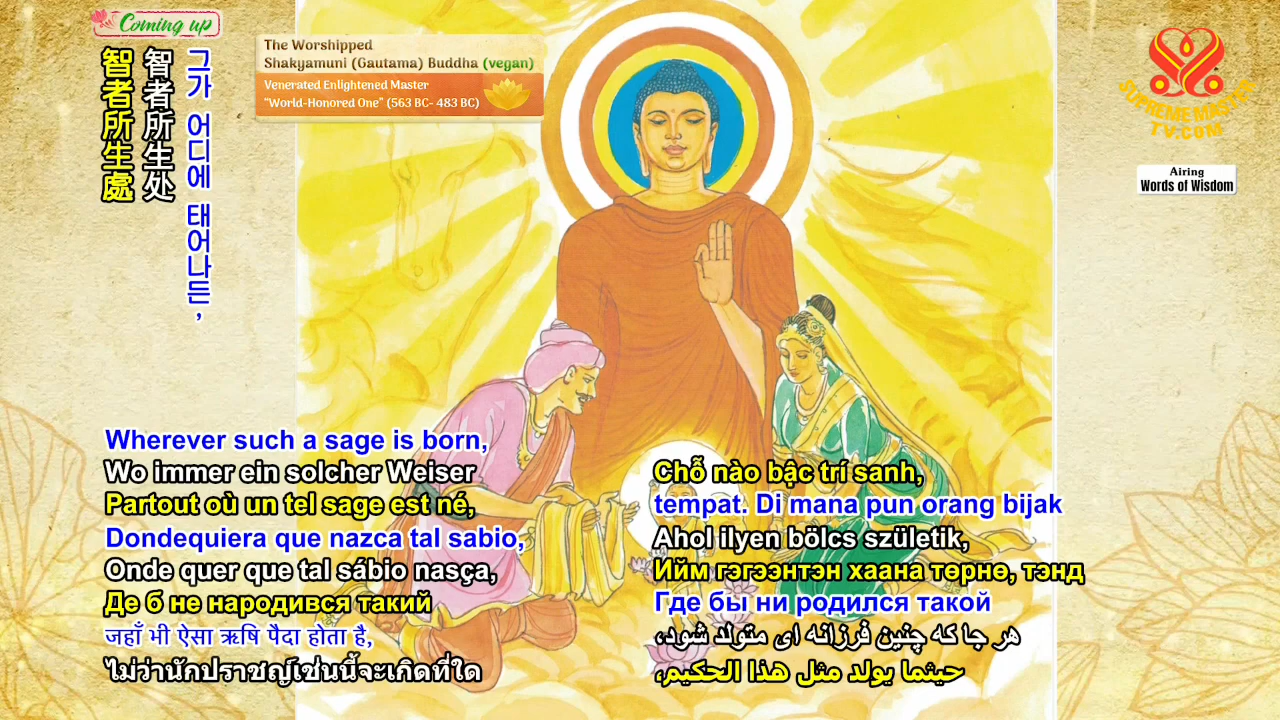 Coming up
The Worshipped
Shakyamuni (Gautama) Buddha (vegan)
Venerated Enlightened Master
"World-Honored One" (563 BC- 483 BC)
SUPREME MASTER
TV.COM
Airing
Words of Wisdom
智者所生處
智者所生处
그가 어디에 태어나든,
Wherever such a sage is born,
Wo immer ein solcher Weiser
Partout où un tel sage est né,
Dondequiera que nazca tal sabio,
Onde quer que tal sábio nasça,
Де б не народився такий
जहाँ भी ऐसा ऋषि पैदा होता है,
ไม่ว่านักปราชญ์เช่นนี้จะเกิดที่ใด
Chỗ nào bậc trí sanh,
tempat. Di mana pun orang bijak
Ahol ilyen bölcs születik,
Ийм гэгээнтэн хаана төрнө, тэнд
Где бы ни родился такой
هر جا که چنین فرزانه ای متولد شود،
حيثما يولد مثل هذا الحكيم،